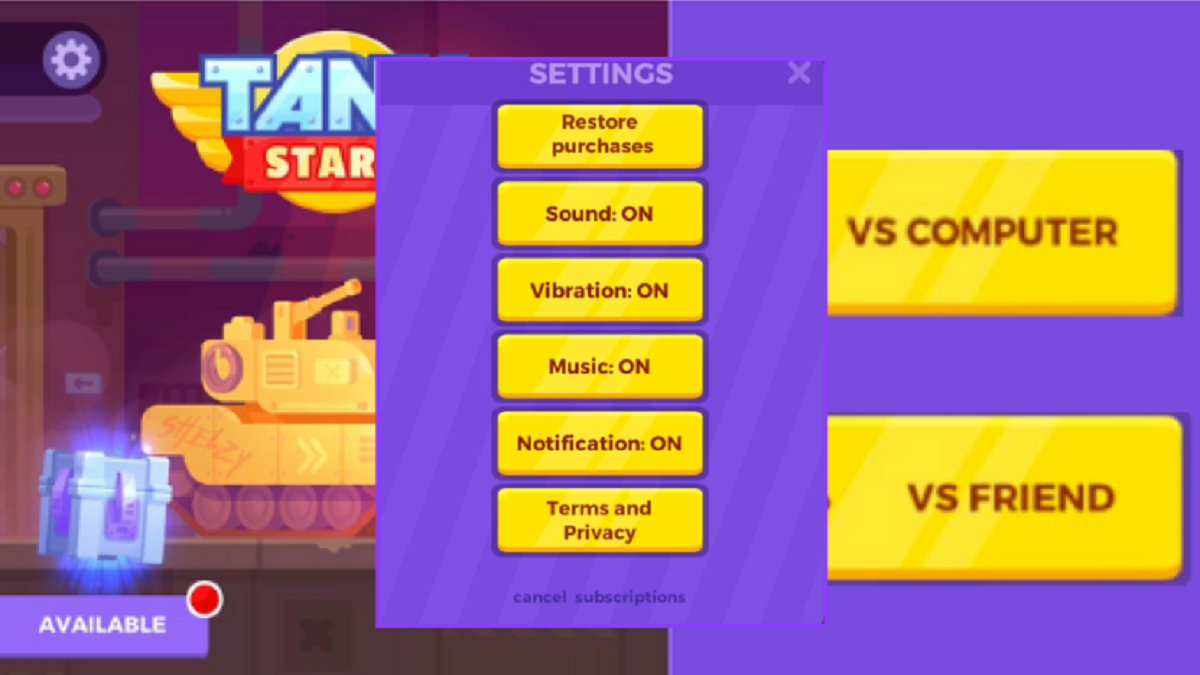 TAN
STAR
SETTINGS
Restore
purchases
Sound: ON
Vibration: ON
Music: ON
Notification: ON
Terms and
Privacy
cancel subscriptions
VS COMPUTER
VS FRIEND
SHELZY
AVAILABLE